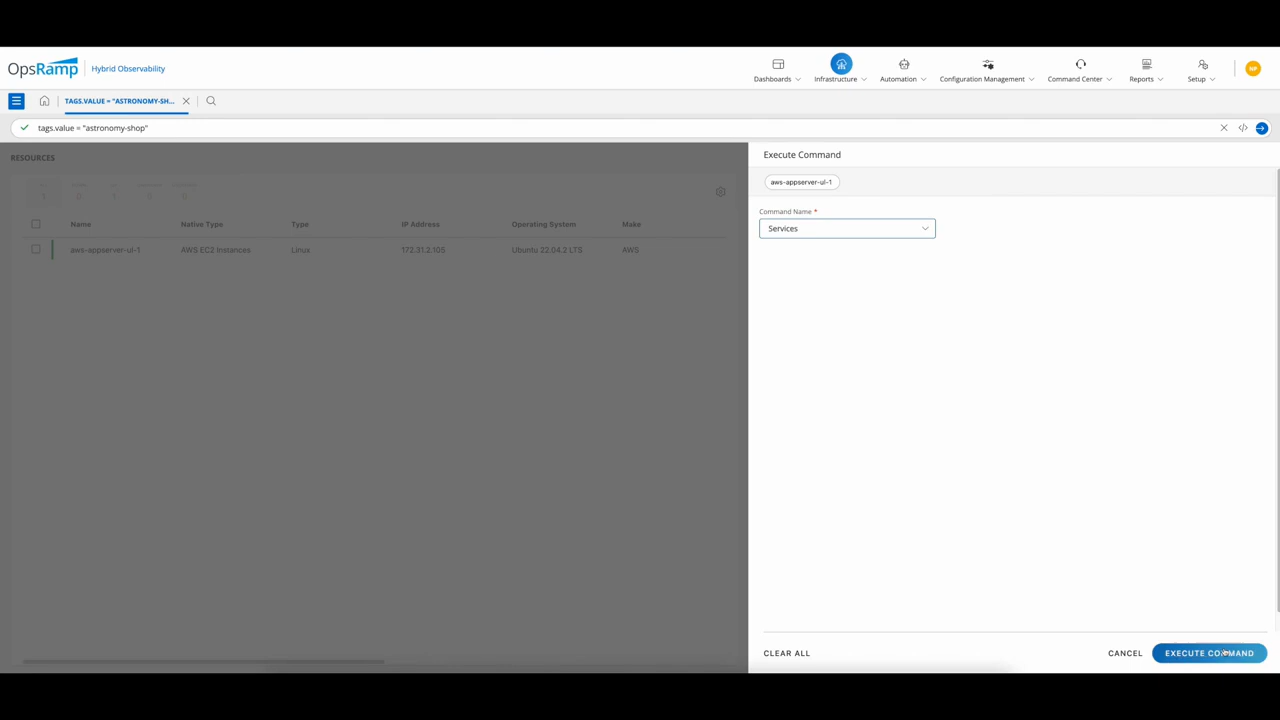 OpsRamp | Hybrid Observability
Dashboards
Infrastructure
Automation
Configuration Management
Command Center
Reports
Setup
NP
TAGS.VALUE = "ASTRONOMY-SH...
tags.value = "astronomy-shop"
RESOURCES
Name Native Type Type IP Address Operating System Make
aws-appserver-ul-1 AWS EC2 Instances Linux 172.31.2.105 Ubuntu 22.04.2 LTS AWS
Execute Command
aws-appserver-ul-1
Command Name *
Services
CLEAR ALL
CANCEL
EXECUTE COMMAND